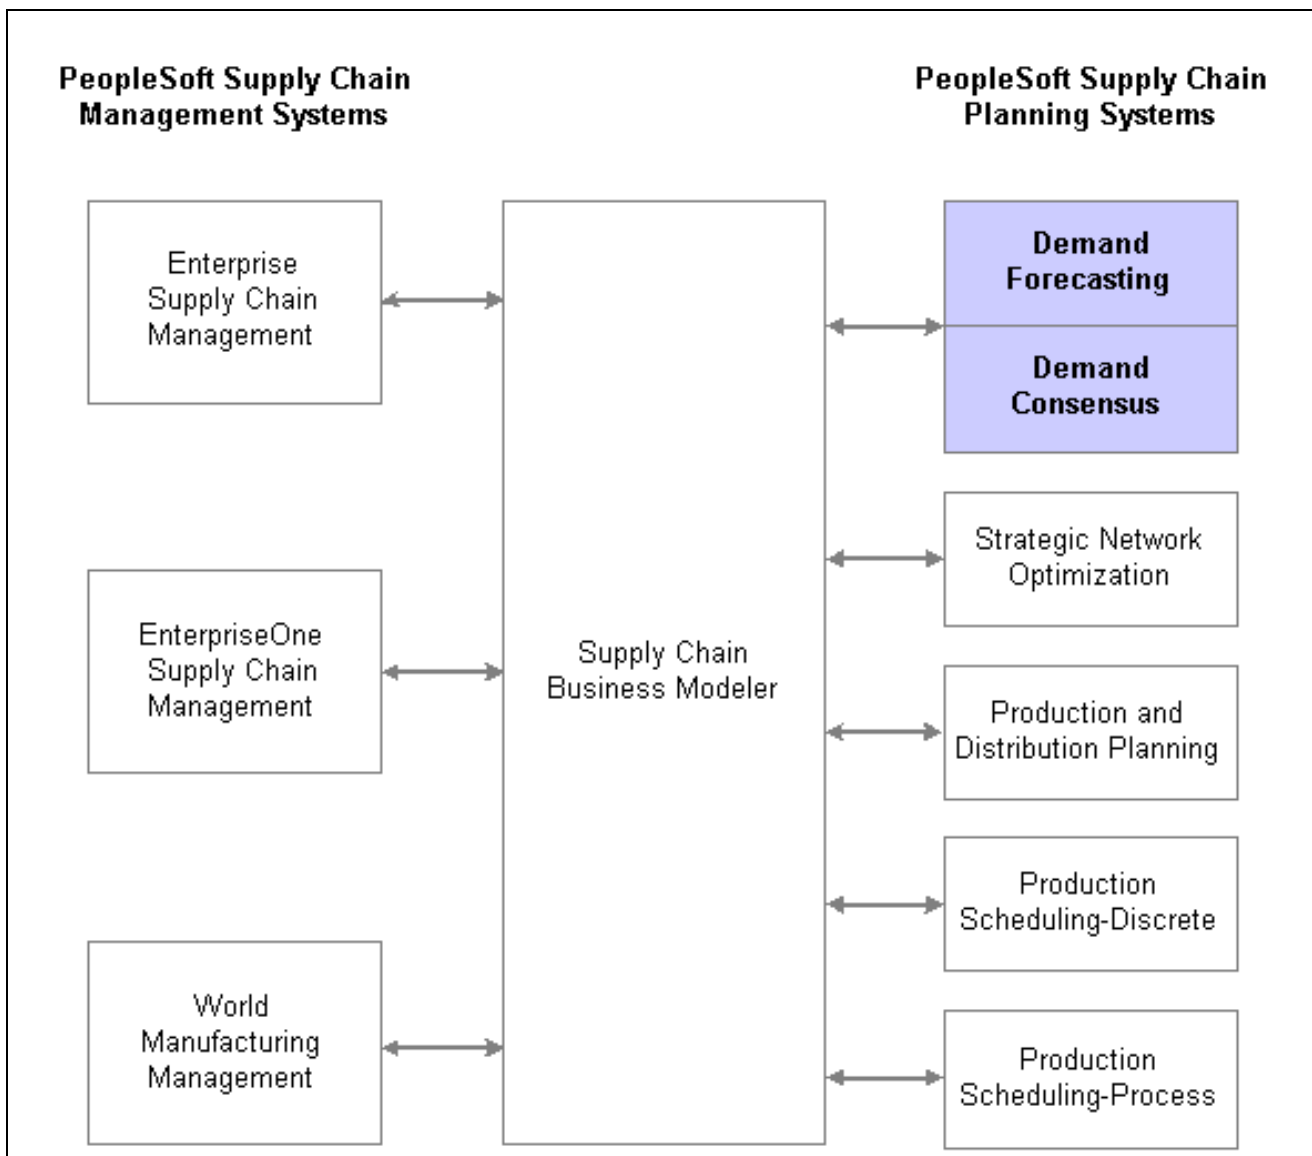 PeopleSoft Supply Chain
Management Systems
PeopleSoft Supply Chain
Planning Systems
Enterprise
Supply Chain
Management
EnterpriseOne
Supply Chain
Management
World
Manufacturing
Management
Supply Chain
Business Modeler
Demand
Forecasting
Demand
Consensus
Strategic Network
Optimization
Production and
Distribution Planning
Production
Scheduling-Discrete
Production
Scheduling-Process